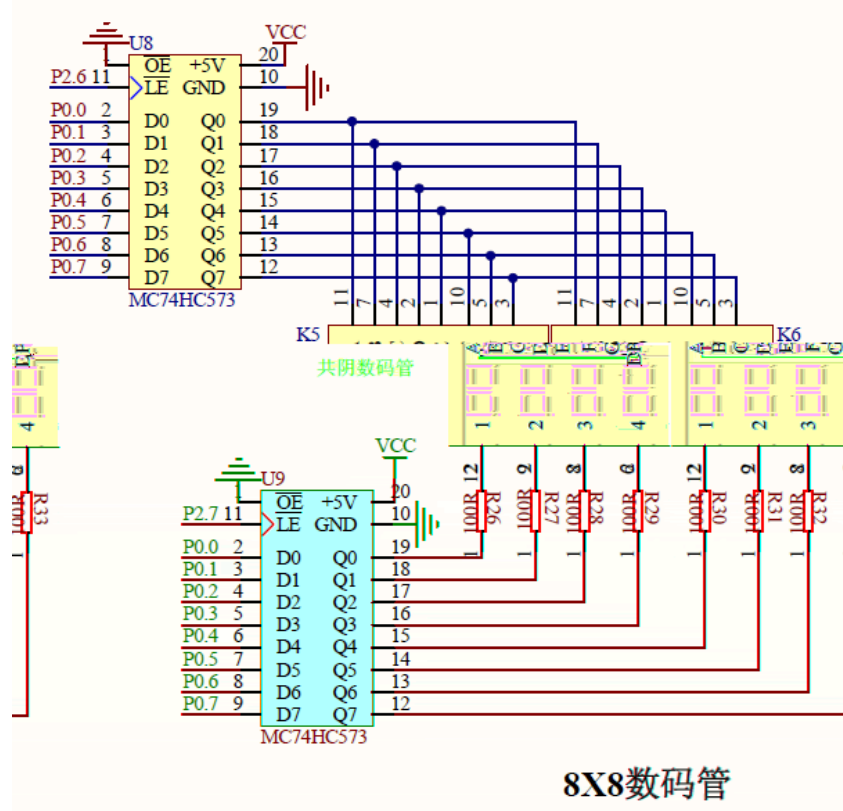 VCC
U8
OE +5V 20
P2.6 11 LE GND 10
P0.0 2 D0 Q0 19
P0.1 3 D1 Q1 18
P0.2 4 D2 Q2 17
P0.3 5 D3 Q3 16
P0.4 6 D4 Q4 15
P0.5 7 D5 Q5 14
P0.6 8 D6 Q6 13
P0.7 9 D7 Q7 12
1
MC74HC573
11 7 4 2 1 10 5 3
11 7 4 2 1 10 5 3
K5
K6
共阴数码管
4
1 2 3 4
1 2 3
12 9 8 6
12 9 8
R33
R26 R27 R28 R29 R30 R31 R32
1 1 1 1 1 1 1 1
VCC
U9
1
OE +5V 20
P2.7 11 LE GND 10
P0.0 2 D0 Q0 19
P0.1 3 D1 Q1 18
P0.2 4 D2 Q2 17
P0.3 5 D3 Q3 16
P0.4 6 D4 Q4 15
P0.5 7 D5 Q5 14
P0.6 8 D6 Q6 13
P0.7 9 D7 Q7 12
MC74HC573
8X8数码管